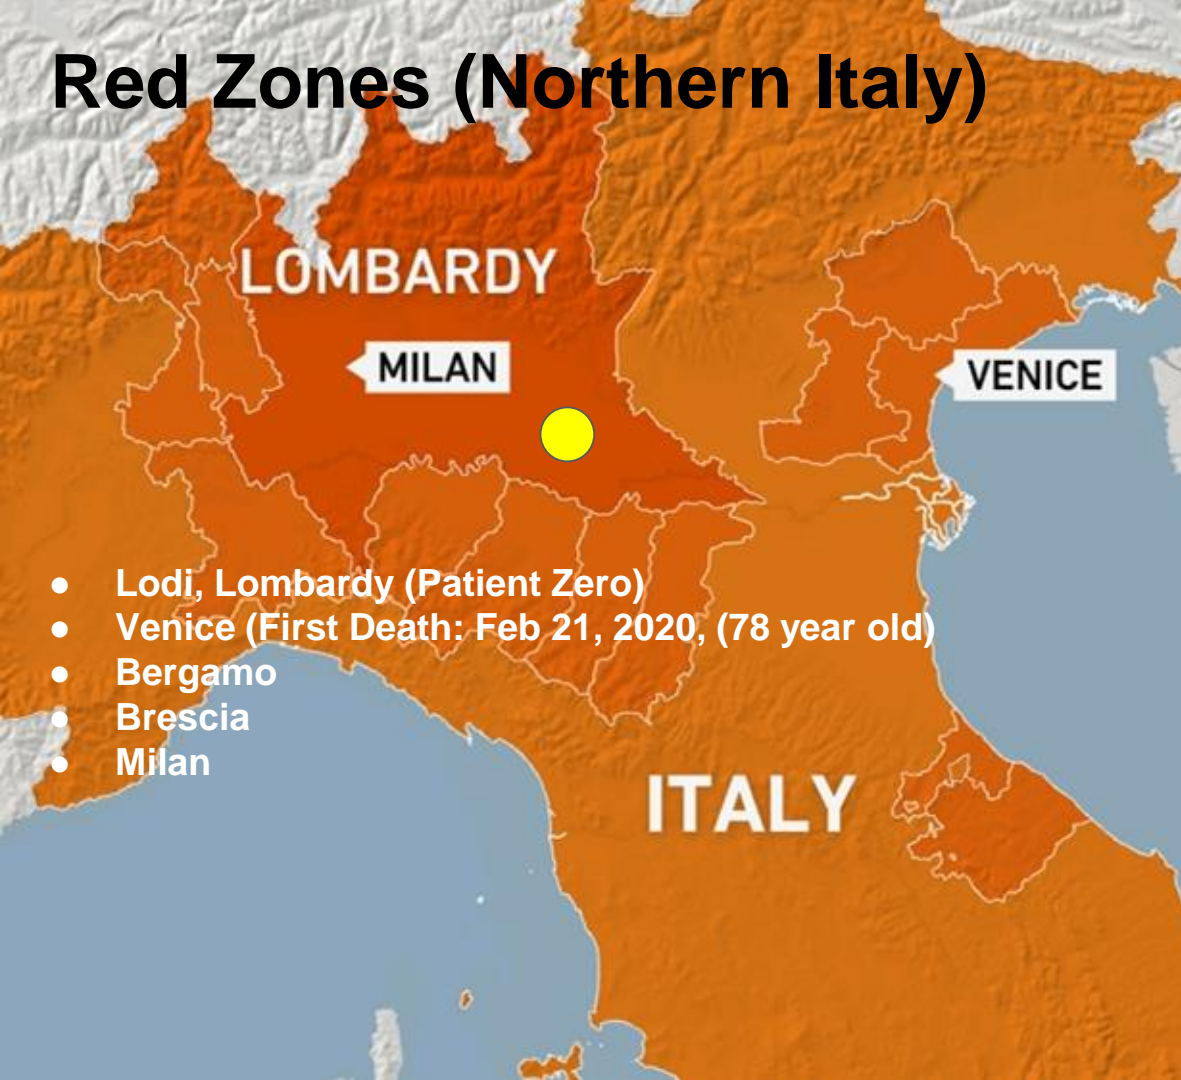 Red Zones (Northern Italy)
LOMBARDY
MILAN
VENICE
● Lodi, Lombardy (Patient Zero)
● Venice (First Death: Feb 21, 2020, (78 year old)
● Bergamo
● Brescia
● Milan
ITALY